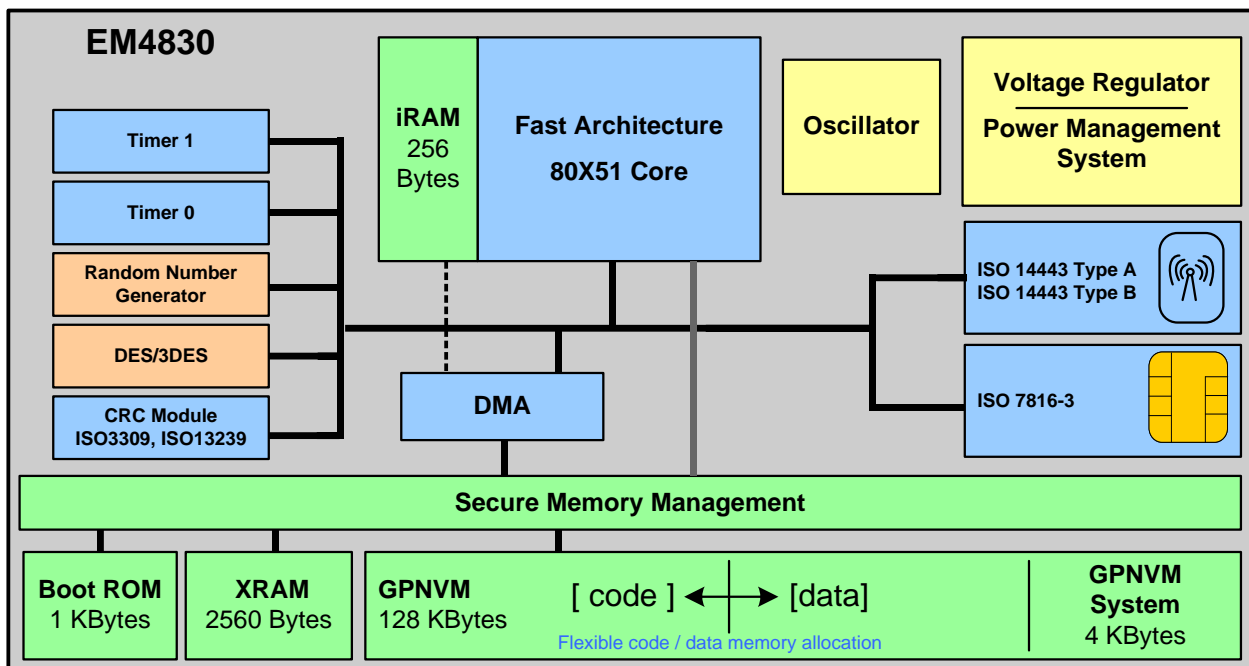 EM4830
Timer 1
Timer 0
Random Number
Generator
DES/3DES
CRC Module
ISO3309, ISO13239
iRAM
256
Bytes
Fast Architecture
80X51 Core
Oscillator
Voltage Regulator
Power Management
System
ISO 14443 Type A
ISO 14443 Type B
ISO 7816-3
DMA
Secure Memory Management
Boot ROM
1 KBytes
XRAM
2560 Bytes
GPNVM
128 KBytes
[ code ]
[data]
Flexible code / data memory allocation
GPNVM
System
4 KBytes